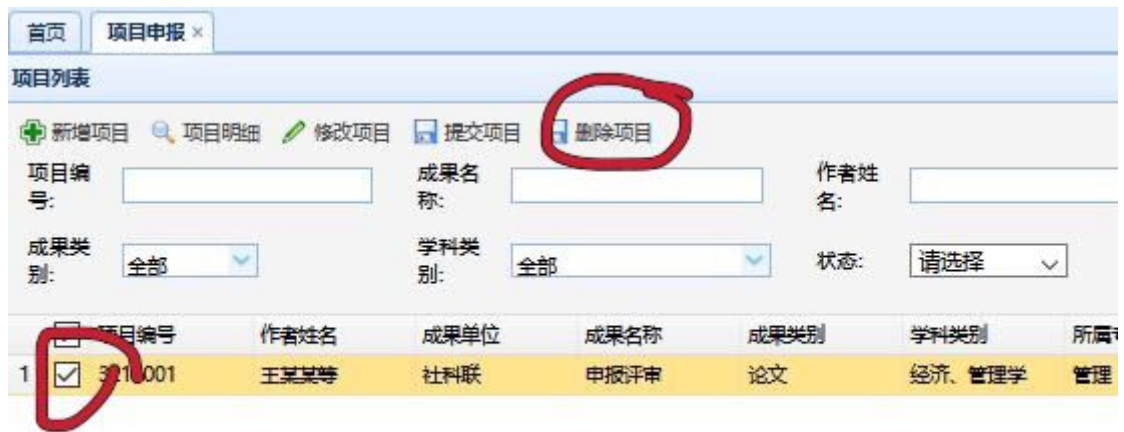 首页 项目申报 ×
项目列表
新增项目 项目明细 修改项目 提交项目 删除项目
项目编号: 成果名称: 作者姓名:
成果类别: 全部 学科类别: 全部 状态: 请选择
项目编号 作者姓名 成果单位 成果名称 成果类别 学科类别 所属
1 王某某等 社科联 申报评审 论文 经济、管理学 管理